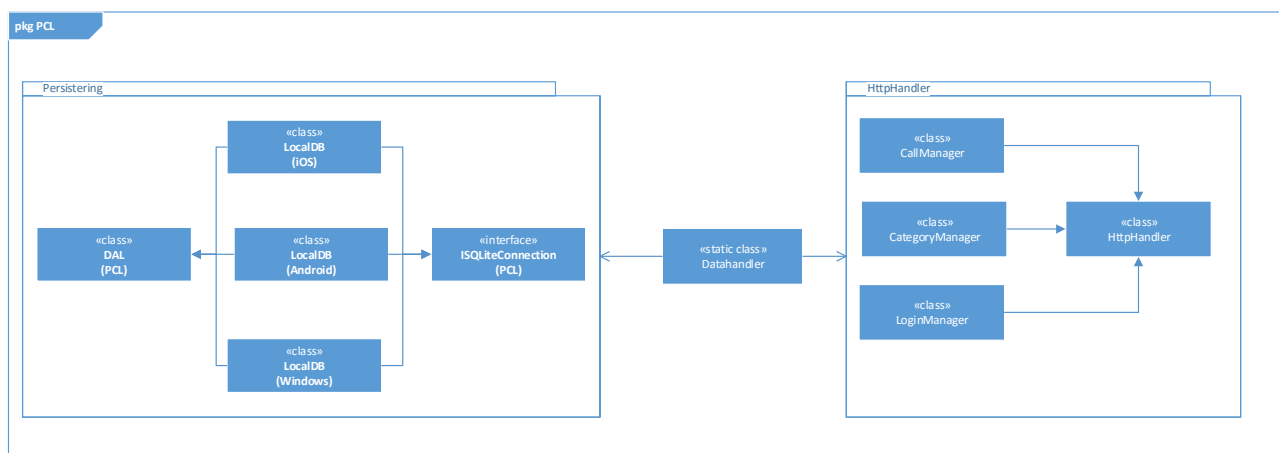 pkg PCL
Persistering
«class»
LocalDB
(iOS)
«class»
DAL
(PCL)
«class»
LocalDB
(Android)
«interface»
ISQLiteConnection
(PCL)
«class»
LocalDB
(Windows)
«static class»
Datahandler
HttpHandler
«class»
CallManager
«class»
CategoryManager
«class»
HttpHandler
«class»
LoginManager